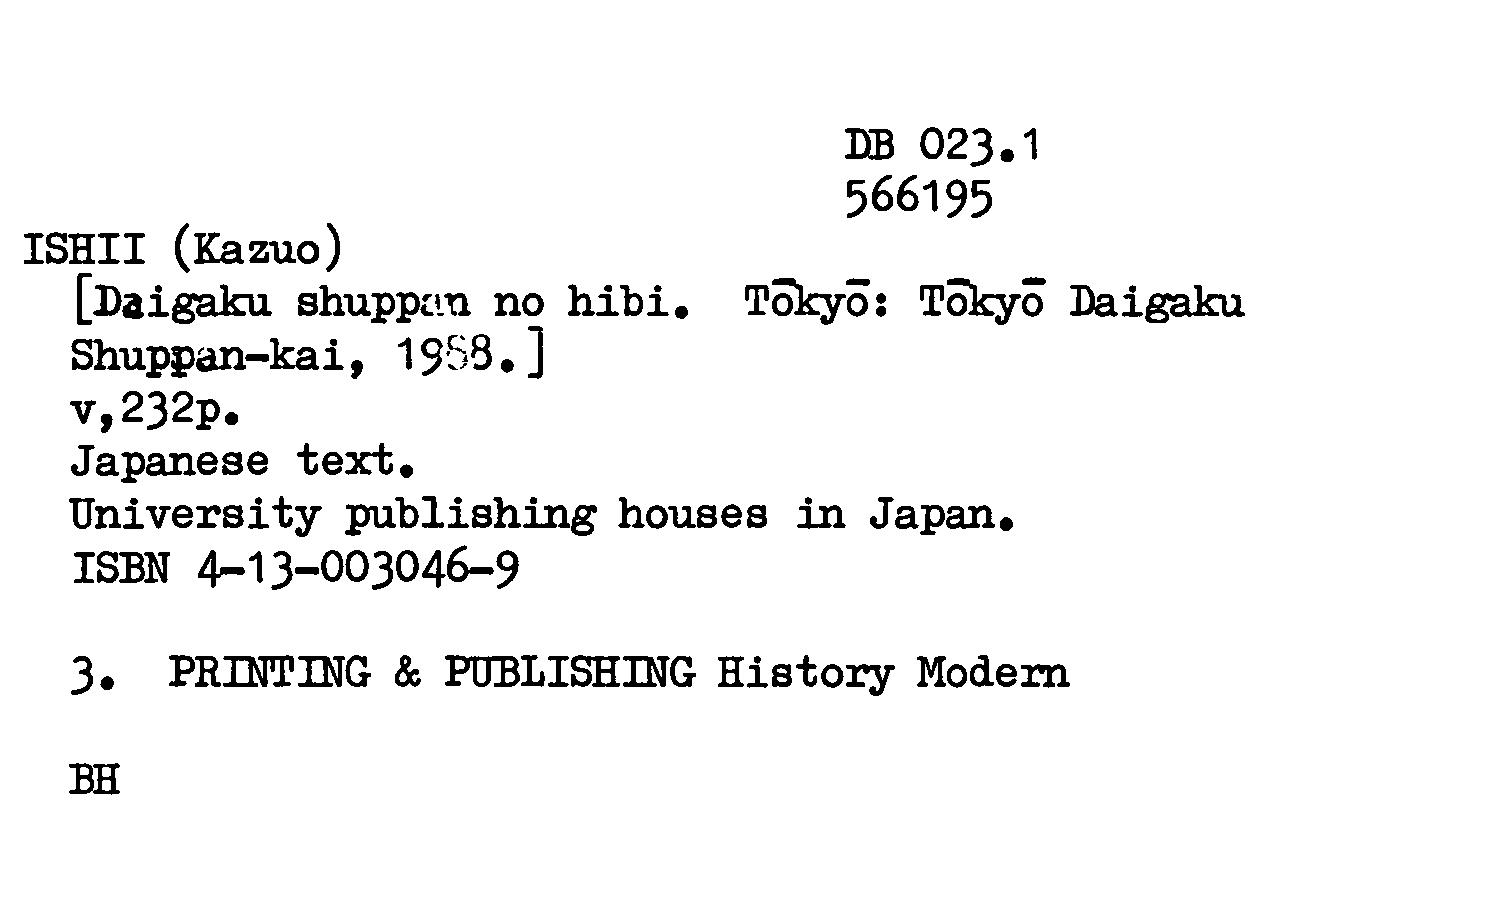 DB 023.1
566195
ISHII (Kazuo)
[Daigaku shuppan no hibi. Tōkyō: Tōkyō Daigaku
Shuppan-kai, 1988.]
v,232p.
Japanese text.
University publishing houses in Japan.
ISBN 4-13-003046-9
3. PRINTING & PUBLISHING History Modern
BH